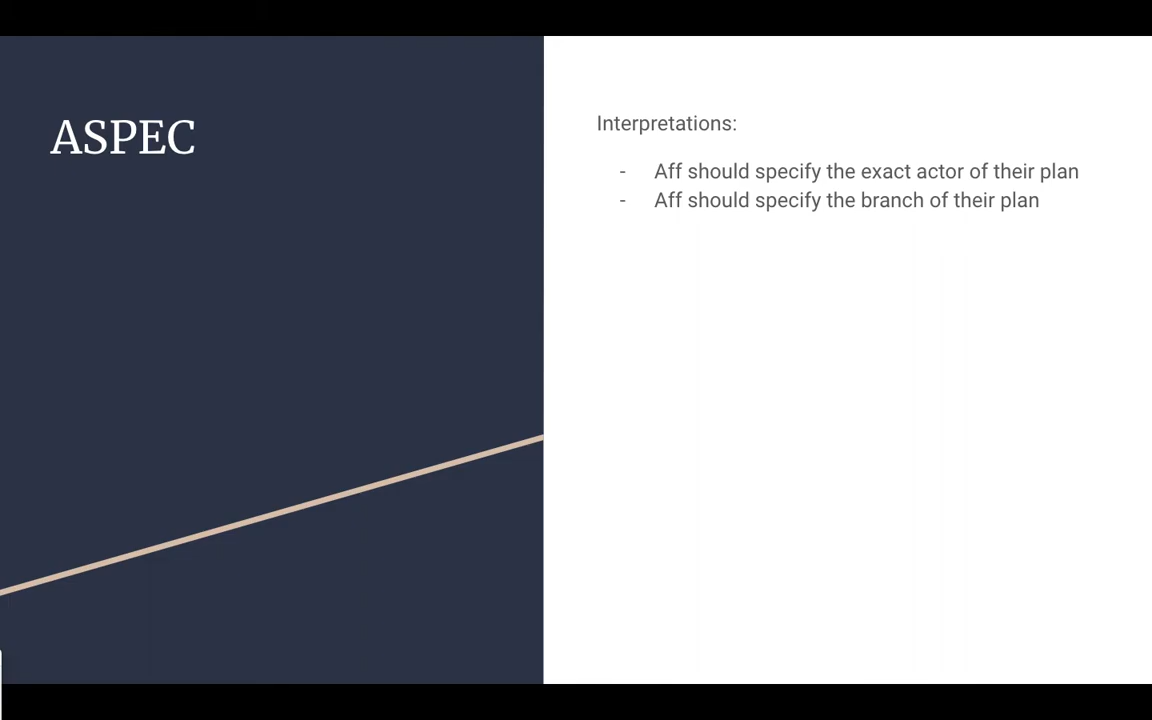 ASPEC
Interpretations:
- Aff should specify the exact actor of their plan
- Aff should specify the branch of their plan